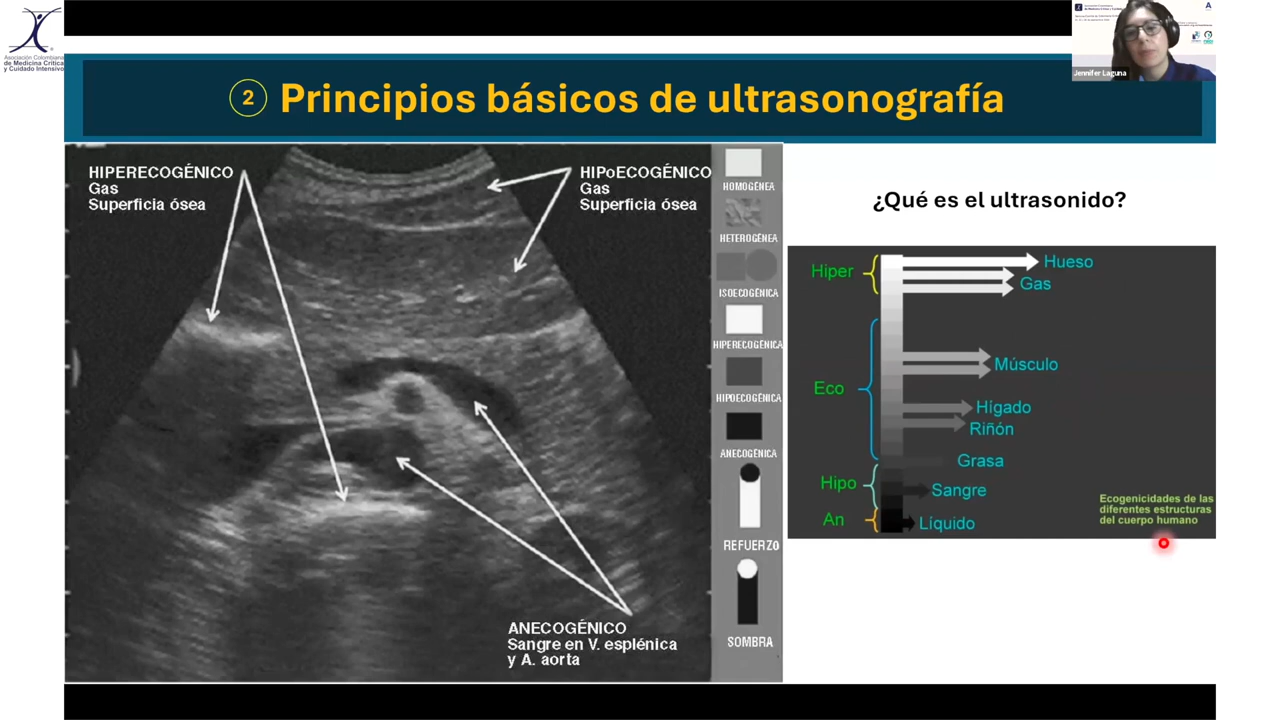 Asociación Colombiana
de Medicina Crítica
y Cuidado Intensivo
Jennifer Laguna
2 Principios básicos de ultrasonografía
HIPERECOGÉNICO
Gas
Superficia ósea
HIPoECOGÉNICO
Gas
Superficia ósea
ANECOGÉNICO
Sangre en V. esplénica
y A. aorta
HOMOGÉNEA
HETEROGÉNEA
ISOECOGÉNICA
HIPERECOGÉNICA
HIPOECOGÉNICA
ANECOGÉNICA
REFUERZO
SOMBRA
¿Qué es el ultrasonido?
Hiper
Hueso
Gas
Eco
Músculo
Hígado
Riñón
Grasa
Hipo
Sangre
An
Líquido
Ecogenicidades de las
diferentes estructuras
del cuerpo humano